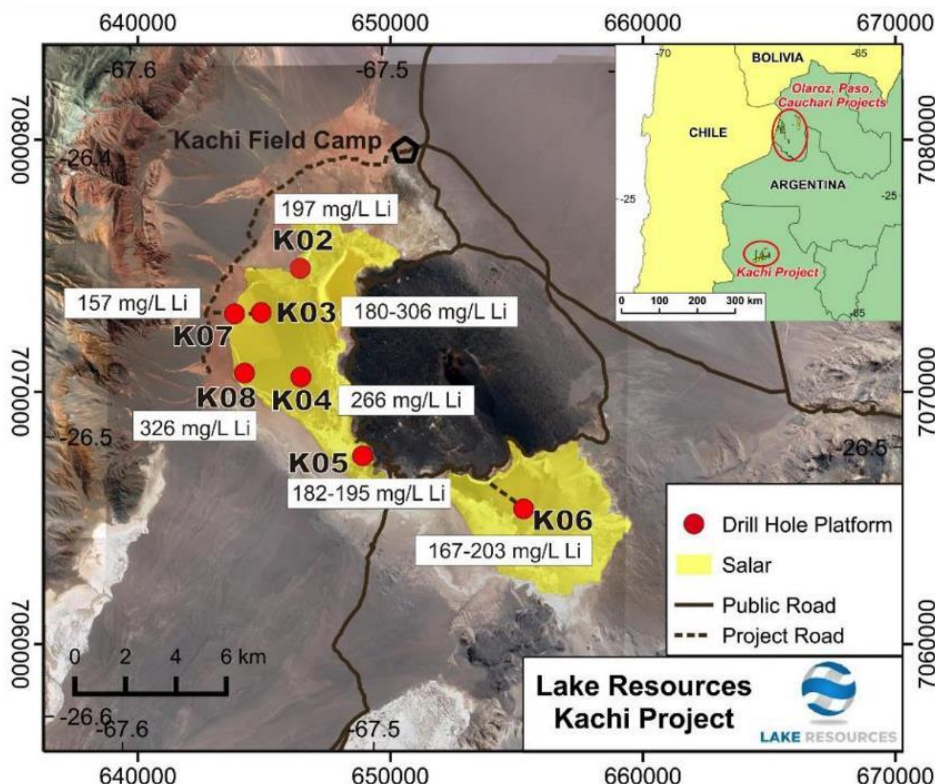 640000 650000 660000 670000
-67.6 -67.5
-70 -65
BOLIVIA
Olaroz, Paso,
Cauchari Projects
CHILE
ARGENTINA
-25 -25
Kachi Project
0 100 200 300 km
-65
7080000 7080000
Kachi Field Camp
-26.4
197 mg/L Li
K02
157 mg/L Li
K03
180-306 mg/L Li
K07
7070000 7070000
K08 K04
266 mg/L Li
326 mg/L Li
-26.5 -26.5
K05
182-195 mg/L Li
K06
167-203 mg/L Li
Drill Hole Platform
Salar
Public Road
Project Road
7060000 7060000
0 2 4 6 km
Lake Resources
Kachi Project
LAKE RESOURCES
-26.6
-67.6 -67.5
640000 650000 660000 670000